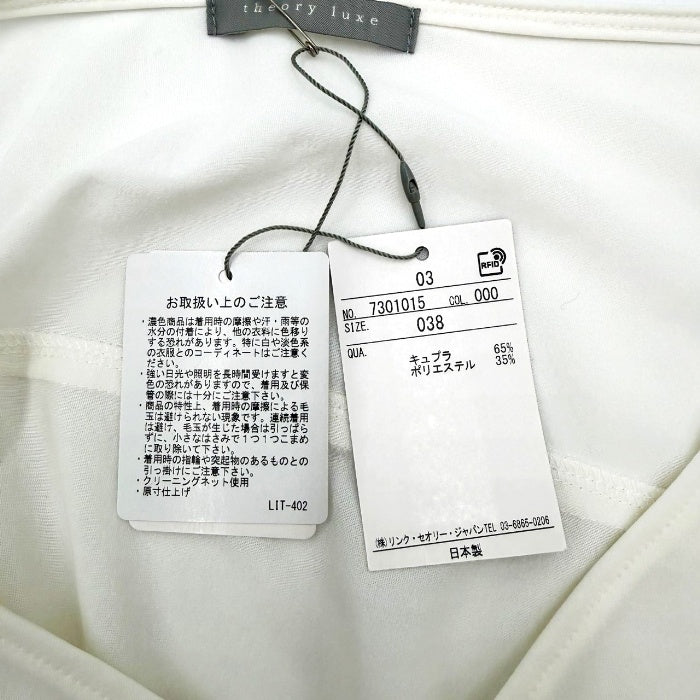 theory luxe
お取扱い上のご注意
・濃色商品は着用時の摩擦や汗・雨等の
水分の付着により、他の衣料に色移りす
する恐れがあります。特に白や淡色系
の衣服とのコーディネートはご注意く
ださい。
・強い日光や照明を長時間受けますと変
色の恐れがありますので、着用及び保
管の際には十分にご注意下さい。
・商品の特性上、着用時の摩擦による毛
玉は避けられない現象です。連続着用
は避け、毛玉が生じた場合は引っぱら
ずに、小さなはさみで1つ1つこまめ
に取り除いて下さい。
・着用時の指輪や突起物のあるものとの
引っ掛けにご注意下さい。
・クリーニングネット使用
・原寸仕上げ
LIT-402
RFID
03
NO. 7301015 COL. 000
SIZE. 038
QUA.
キュプラ 65%
ポリエステル 35%
(株)リンク・セオリー・ジャパンTEL 03-6865-0206
日本製